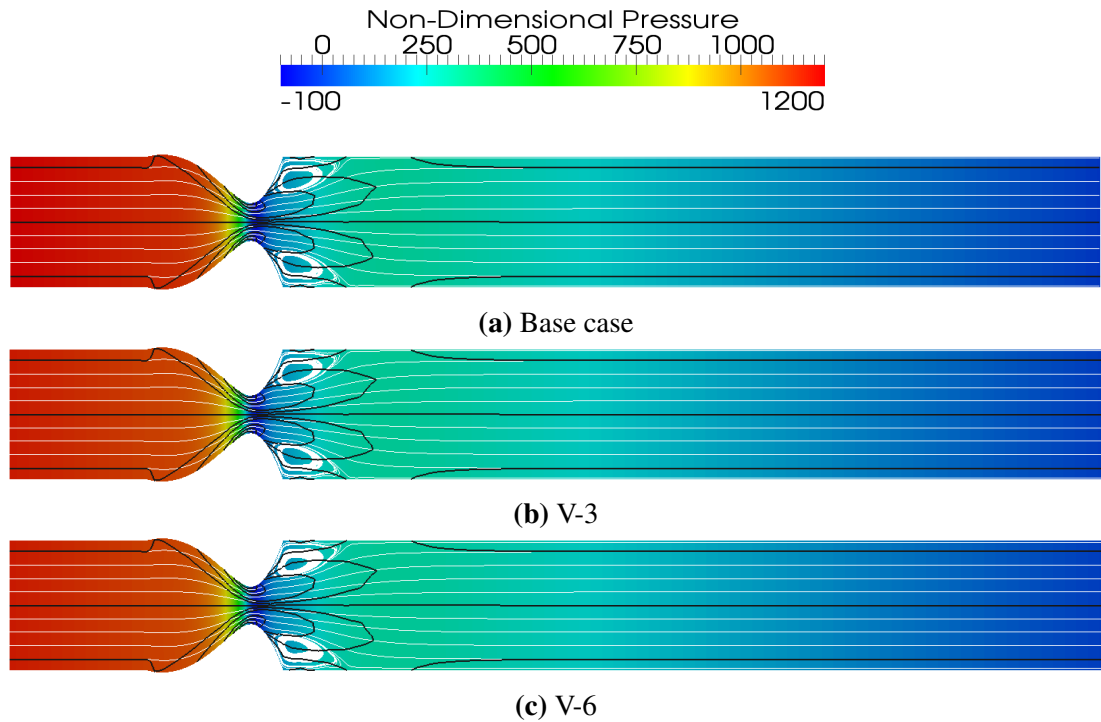 Non-Dimensional Pressure
0 250 500 750 1000
-100 1200
(a) Base case
(b) V-3
(c) V-6